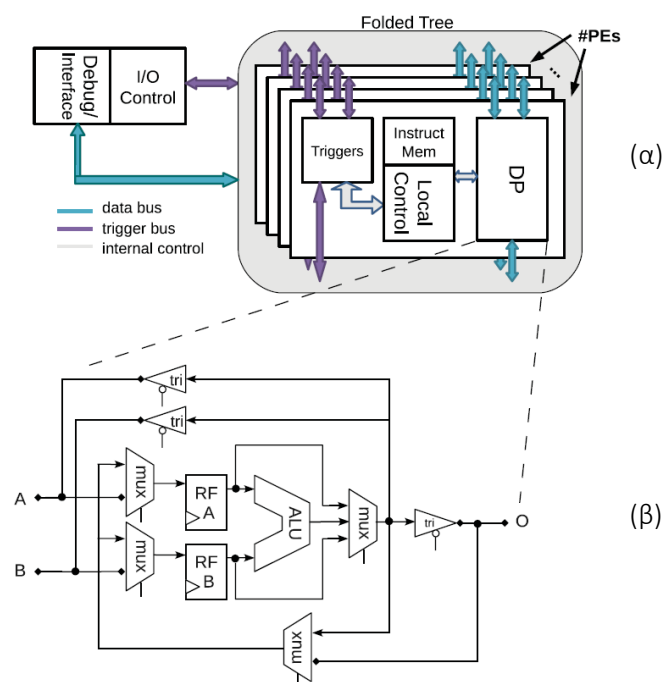 Folded Tree
#PEs
...
Debug/
Interface
I/O
Control
Triggers
Instruct
Mem
Local
Control
DP
(α)
data bus
trigger bus
internal control
tri
tri
A
mux
RF
A
ALU
mux
tri
O
(β)
B
mux
RF
B
mux